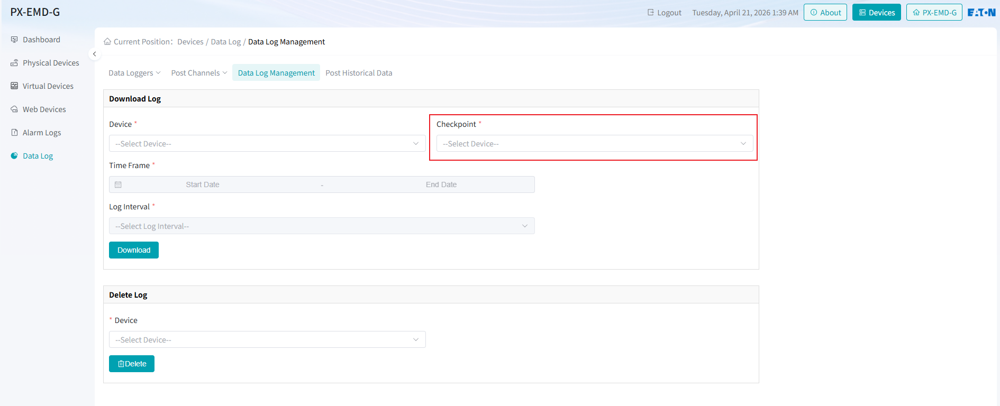 PX-EMD-G
Logout Tuesday, April 21, 2026 1:39 AM About Devices PX-EMD-G EATON
Dashboard
Physical Devices
Virtual Devices
Web Devices
Alarm Logs
Data Log
Current Position: Devices / Data Log / Data Log Management
Data Loggers Post Channels Data Log Management Post Historical Data
Download Log
Device * Checkpoint *
--Select Device-- --Select Device--
Time Frame *
Start Date - End Date
Log Interval *
--Select Log Interval--
Download
Delete Log
* Device
--Select Device--
Delete